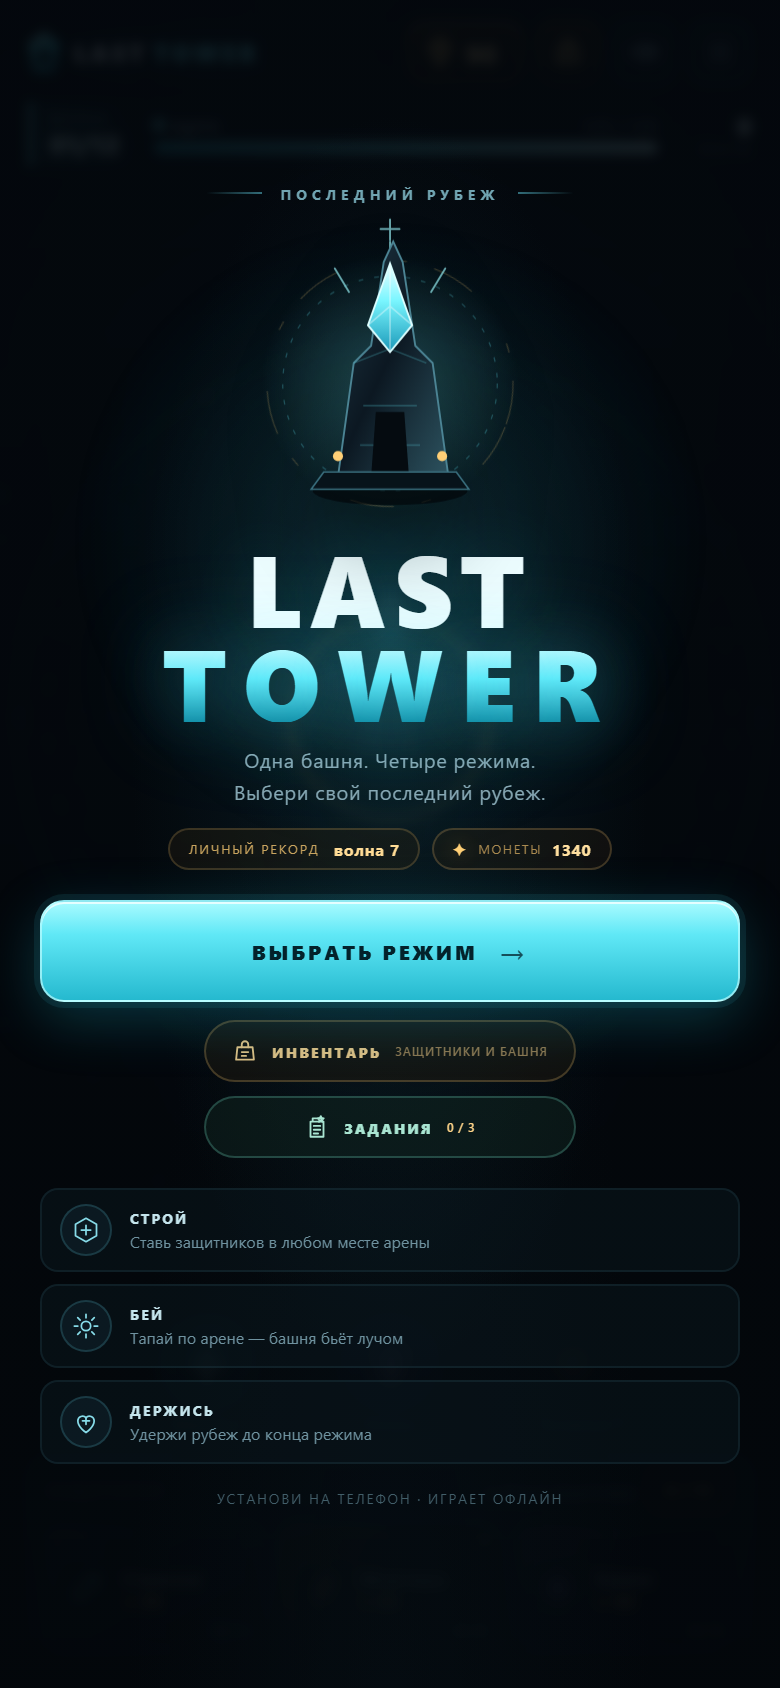 ПОСЛЕДНИЙ РУБЕЖ
LAST
TOWER
Одна башня. Четыре режима.
Выбери свой последний рубеж.
ЛИЧНЫЙ РЕКОРД волна 7
МОНЕТЫ 1340
ВЫБРАТЬ РЕЖИМ →
ИНВЕНТАРЬ ЗАЩИТНИКИ И БАШНЯ
ЗАДАНИЯ 0 / 3
СТРОЙ
Ставь защитников в любом месте арены
БЕЙ
Тапай по арене — башня бьёт лучом
ДЕРЖИСЬ
Удержи рубеж до конца режима
УСТАНОВИ НА ТЕЛЕФОН · ИГРАЕТ ОФЛАЙН